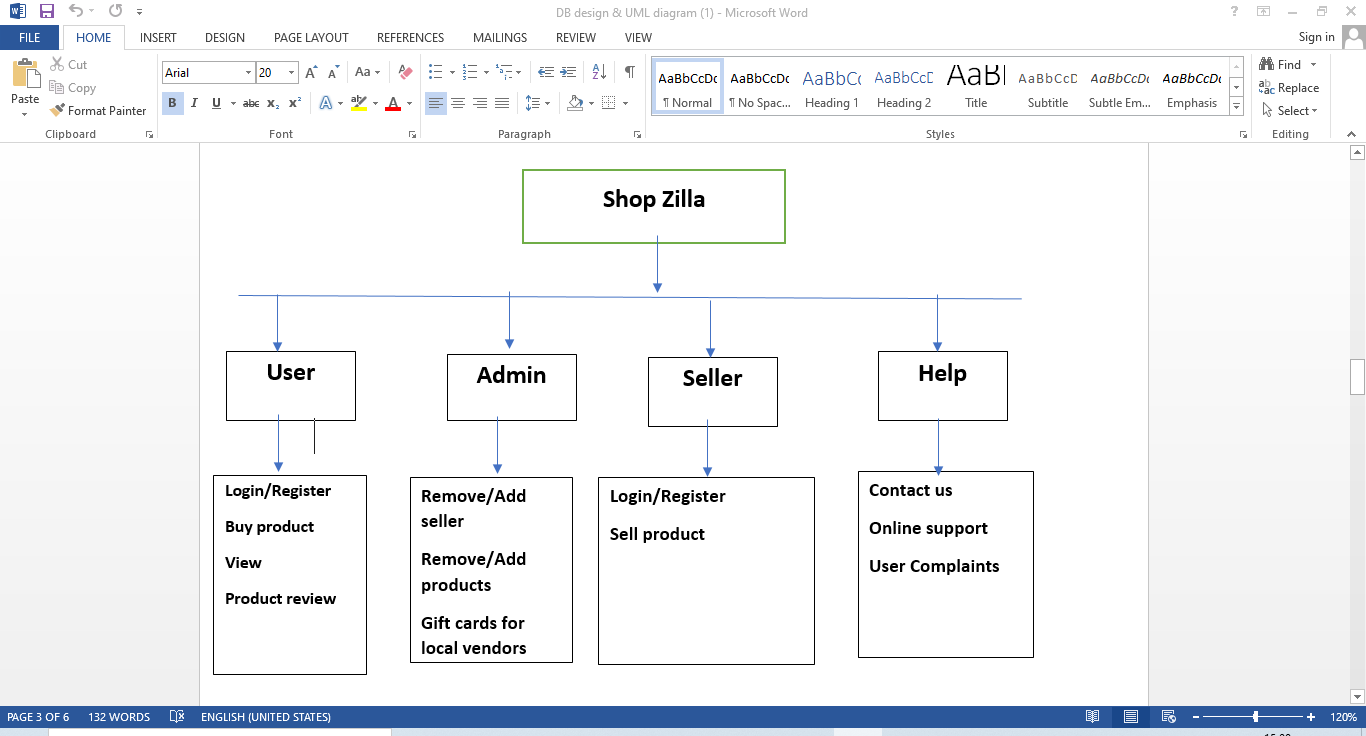 DB design & UML diagram (1) - Microsoft Word
?
FILE HOME INSERT DESIGN PAGE LAYOUT REFERENCES MAILINGS REVIEW VIEW Sign in
Paste
Cut
Copy
Format Painter
Clipboard
Arial 20
Aa
B I U abc x₂ x²
Font
Paragraph
AaBbCcDc AaBbCcDc AaBbCc AaBbCcD AaBl AaBbCcD AaBbCcDc AaBbCcDc
¶ Normal ¶ No Spac... Heading 1 Heading 2 Title Subtitle Subtle Em... Emphasis
Styles
Find
Replace
Select
Editing
Shop Zilla
User
Admin
Seller
Help
Login/Register
Buy product
View
Product review
Remove/Add
seller
Remove/Add
products
Gift cards for
local vendors
Login/Register
Sell product
Contact us
Online support
User Complaints
PAGE 3 OF 6 132 WORDS ENGLISH (UNITED STATES) 120%